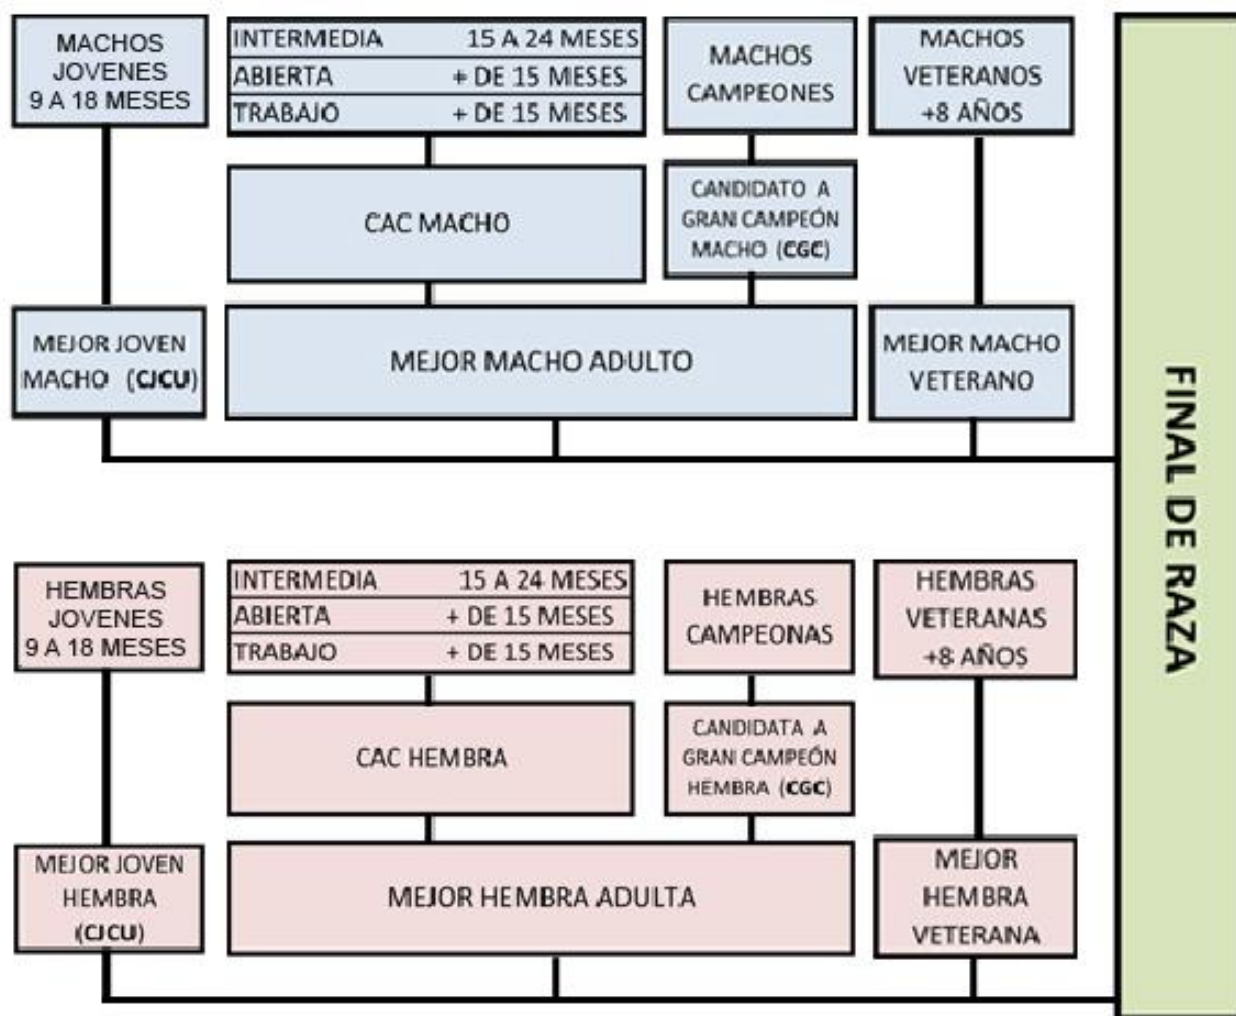 MACHOS
JOVENES
9 A 18 MESES
INTERMEDIA 15 A 24 MESES
ABIERTA + DE 15 MESES
TRABAJO + DE 15 MESES
MACHOS
CAMPEONES
MACHOS
VETERANOS
+8 AÑOS
CAC MACHO
CANDIDATO A
GRAN CAMPEÓN
MACHO (CGC)
MEJOR JOVEN
MACHO (CJCU)
MEJOR MACHO ADULTO
MEJOR MACHO
VETERANO
FINAL DE RAZA
HEMBRAS
JOVENES
9 A 18 MESES
INTERMEDIA 15 A 24 MESES
ABIERTA + DE 15 MESES
TRABAJO + DE 15 MESES
HEMBRAS
CAMPEONAS
HEMBRAS
VETERANAS
+8 AÑOS
CAC HEMBRA
CANDIDATA A
GRAN CAMPEÓN
HEMBRA (CGC)
MEJOR JOVEN
HEMBRA
(CJCU)
MEJOR HEMBRA ADULTA
MEJOR
HEMBRA
VETERANA